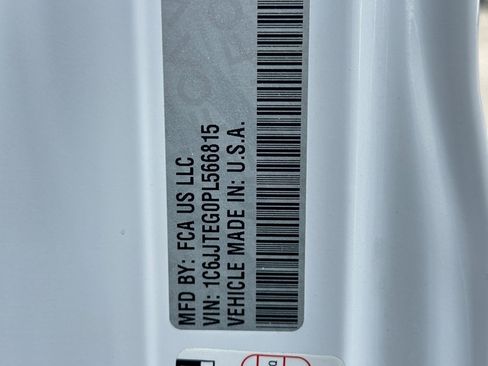 MFD BY: FCA US LLC
VIN: 1C6JJTEG0PL566815
VEHICLE MADE IN: U.S.A.